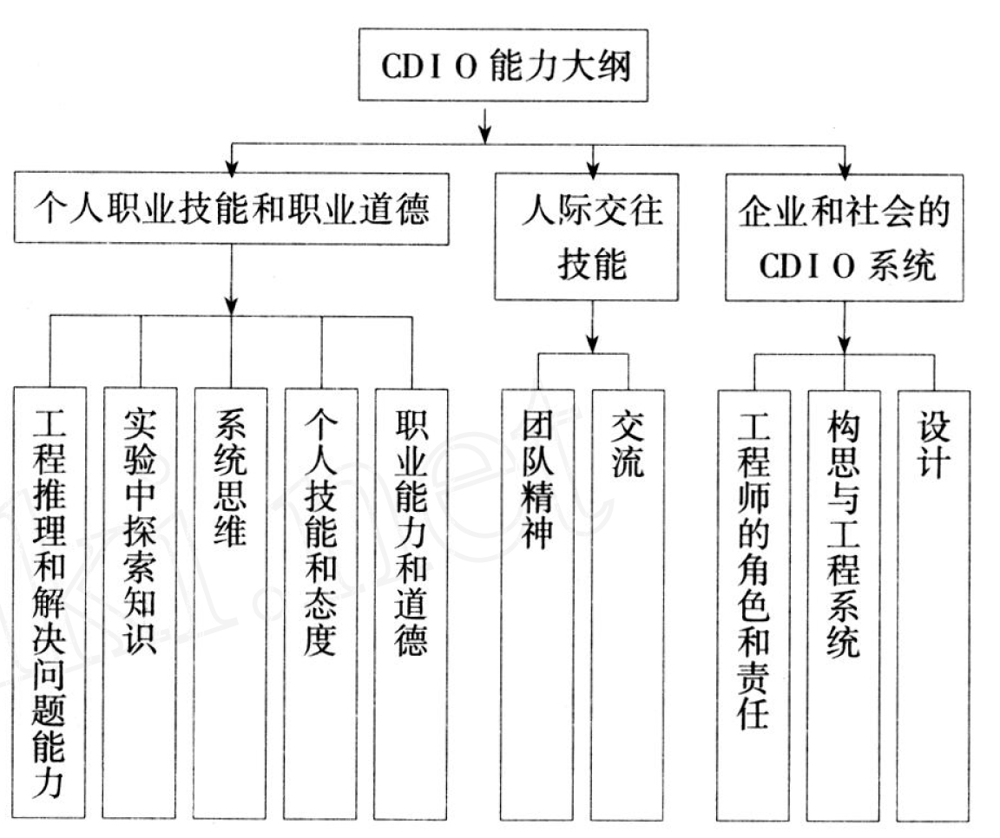 CDIO 能力大纲
个人职业技能和职业道德
人际交往
技能
企业和社会的
CDIO 系统
工程推理和解决问题能力
实验中探索知识
系统思维
个人技能和态度
职业能力和道德
团队精神
交流
工程师的角色和责任
构思与工程系统
设计
ki.net